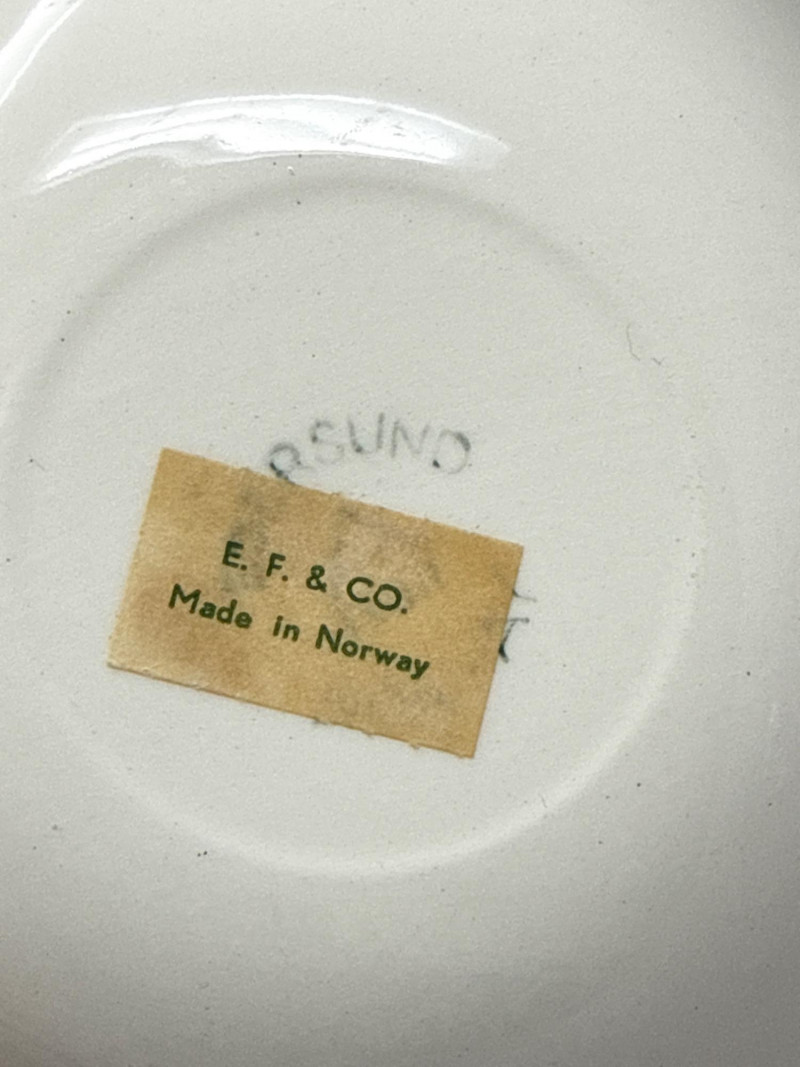 RSUND
E. F. & CO.
Made in Norway